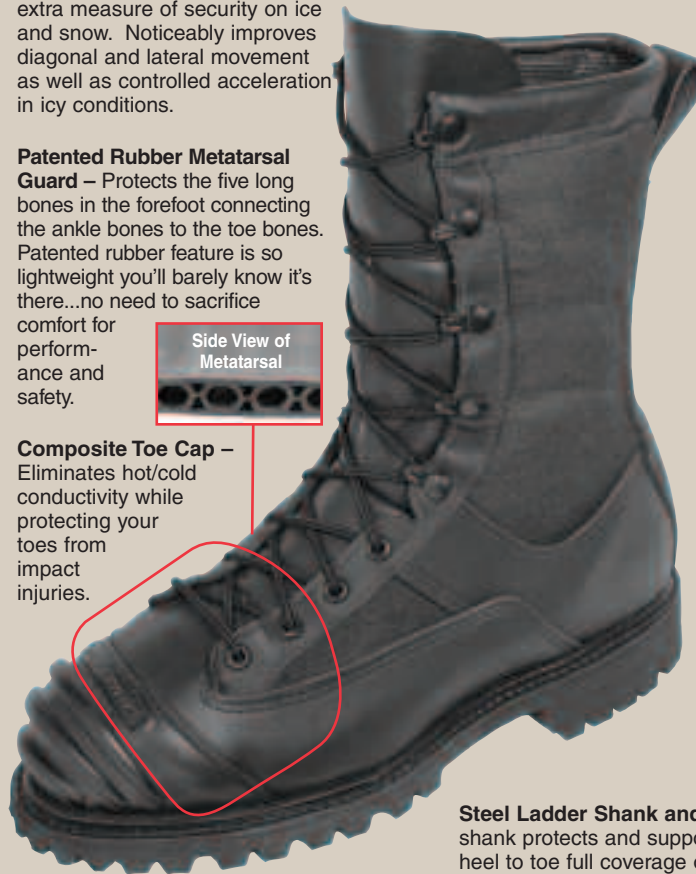 extra measure of security on ice
and snow.  Noticeably improves
diagonal and lateral movement
as well as controlled acceleration
in icy conditions.
Patented Rubber Metatarsal
Guard – Protects the five long
bones in the forefoot connecting
the ankle bones to the toe bones.
Patented rubber feature is so
lightweight you'll barely know it's
there...no need to sacrifice
comfort for
perform-
ance and
safety.
Side View of
Metatarsal
Composite Toe Cap –
Eliminates hot/cold
conductivity while
protecting your
toes from
impact
injuries.
Steel Ladder Shank and
shank protects and suppo
heel to toe full coverage